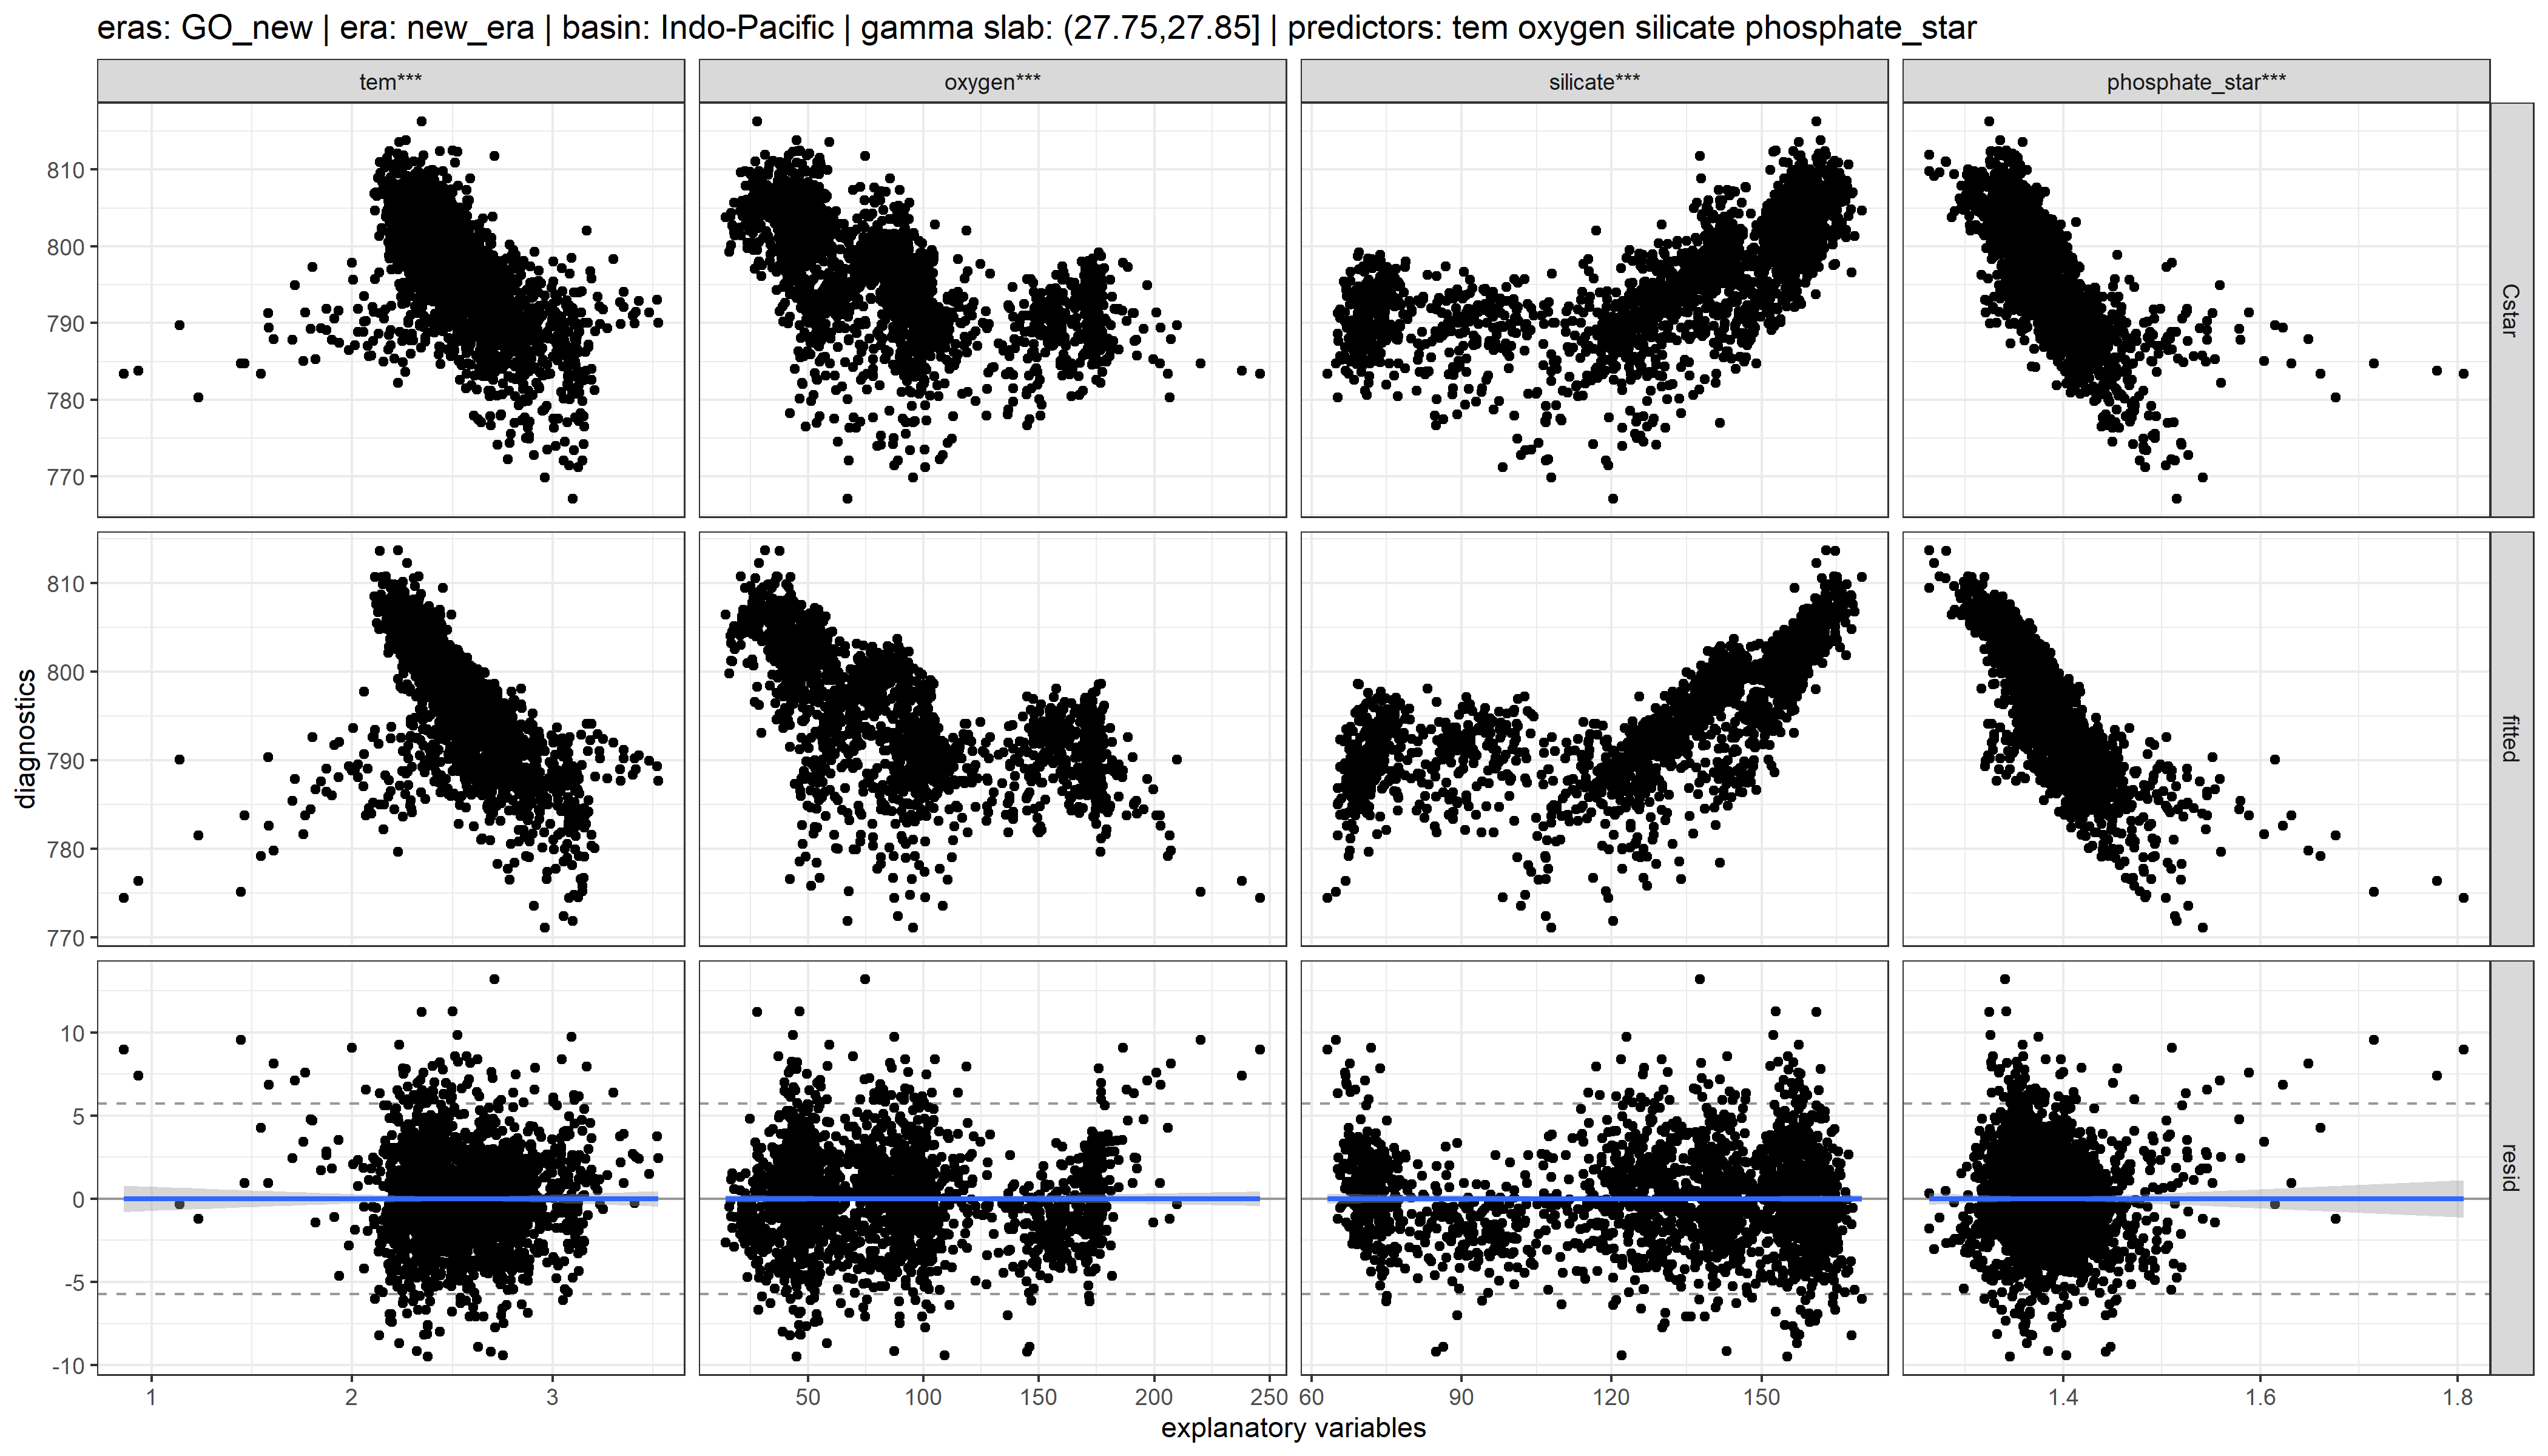 eras: GO_new | era: new_era | basin: Indo-Pacific | gamma slab: (27.75,27.85] | predictors: tem oxygen silicate phosphate_star
tem*** oxygen*** silicate*** phosphate_star***
810
800
790
780
770
Cstar
810
800
790
780
770
fitted
diagnostics
10
5
0
-5
-10
resid
1 2 3 50 100 150 200 250 60 90 120 150 1.4 1.6 1.8
explanatory variables